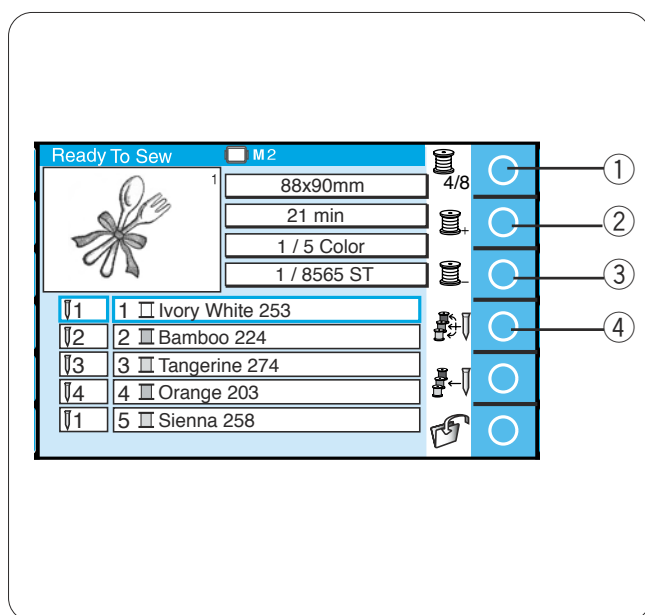 Ready To Sew M2
1
88x90mm
21 min
1 / 5 Color
1 / 8565 ST
4/8
+
−
1 1 Ivory White 253
2 2 Bamboo 224
3 3 Tangerine 274
4 4 Orange 203
1 5 Sienna 258
①
②
③
④